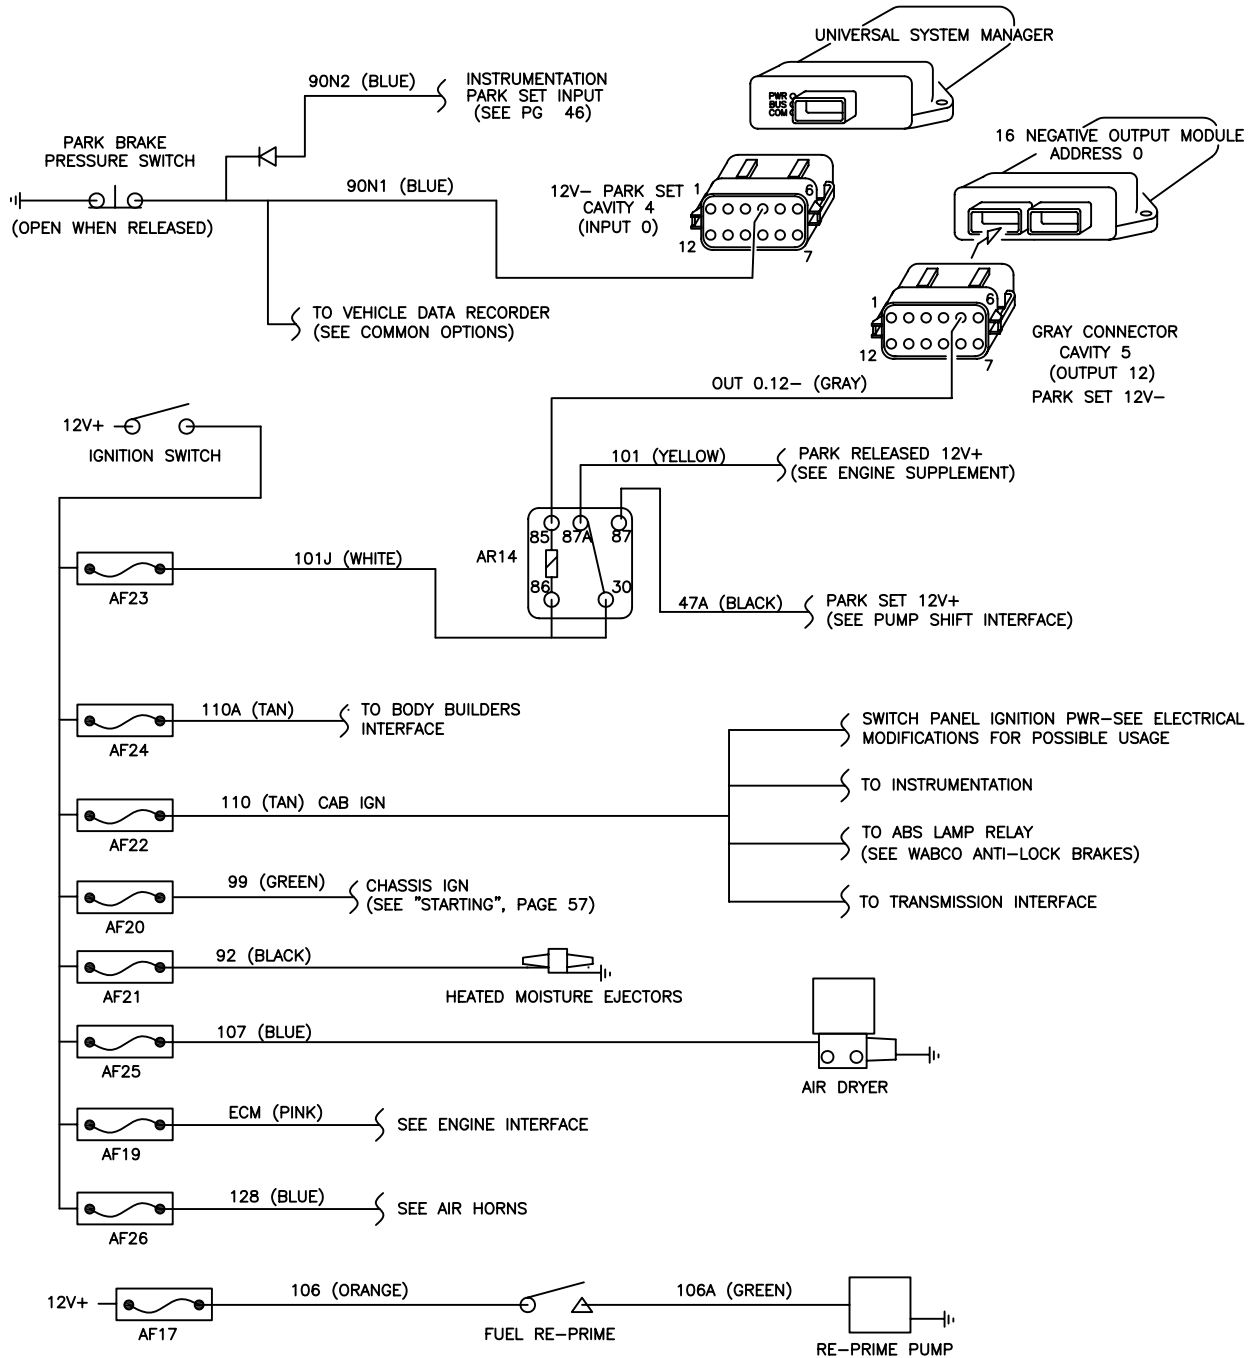 UNIVERSAL SYSTEM MANAGER
PWR
BUS
COM
90N2 (BLUE)
INSTRUMENTATION
PARK SET INPUT
(SEE PG 46)
16 NEGATIVE OUTPUT MODULE
ADDRESS 0
PARK BRAKE
PRESSURE SWITCH
(OPEN WHEN RELEASED)
90N1 (BLUE)
12V- PARK SET
CAVITY 4
(INPUT 0)
1
6
12
7
TO VEHICLE DATA RECORDER
(SEE COMMON OPTIONS)
1
6
12
7
GRAY CONNECTOR
CAVITY 5
(OUTPUT 12)
PARK SET 12V-
OUT 0.12- (GRAY)
12V+
IGNITION SWITCH
101 (YELLOW)
PARK RELEASED 12V+
(SEE ENGINE SUPPLEMENT)
AR14
85
87A
87
86
30
101J (WHITE)
AF23
47A (BLACK)
PARK SET 12V+
(SEE PUMP SHIFT INTERFACE)
110A (TAN)
TO BODY BUILDERS
INTERFACE
AF24
SWITCH PANEL IGNITION PWR-SEE ELECTRICAL
MODIFICATIONS FOR POSSIBLE USAGE
TO INSTRUMENTATION
110 (TAN) CAB IGN
AF22
TO ABS LAMP RELAY
(SEE WABCO ANTI-LOCK BRAKES)
TO TRANSMISSION INTERFACE
99 (GREEN)
CHASSIS IGN
(SEE "STARTING", PAGE 57)
AF20
92 (BLACK)
AF21
HEATED MOISTURE EJECTORS
107 (BLUE)
AF25
AIR DRYER
ECM (PINK)
SEE ENGINE INTERFACE
AF19
128 (BLUE)
SEE AIR HORNS
AF26
12V+
AF17
106 (ORANGE)
FUEL RE-PRIME
106A (GREEN)
RE-PRIME PUMP